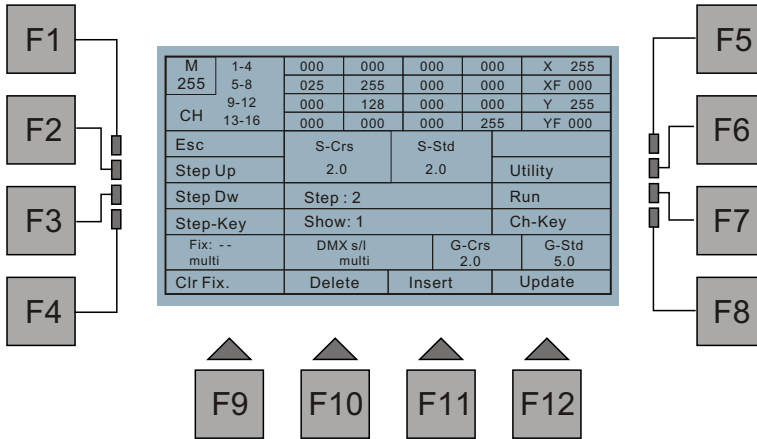 F1
F2
F3
F4
M 1-4 000 000 000 000 X 255
255 5-8 025 255 000 000 XF 000
9-12 000 128 000 000 Y 255
CH 13-16 000 000 000 255 YF 000
Esc S-Crs S-Std
Step Up 2.0 2.0 Utility
Step Dw Step : 2 Run
Step-Key Show: 1 Ch-Key
Fix: -- DMX s/l G-Crs G-Std
multi multi 2.0 5.0
Clr Fix. Delete Insert Update
F5
F6
F7
F8
F9 F10 F11 F12